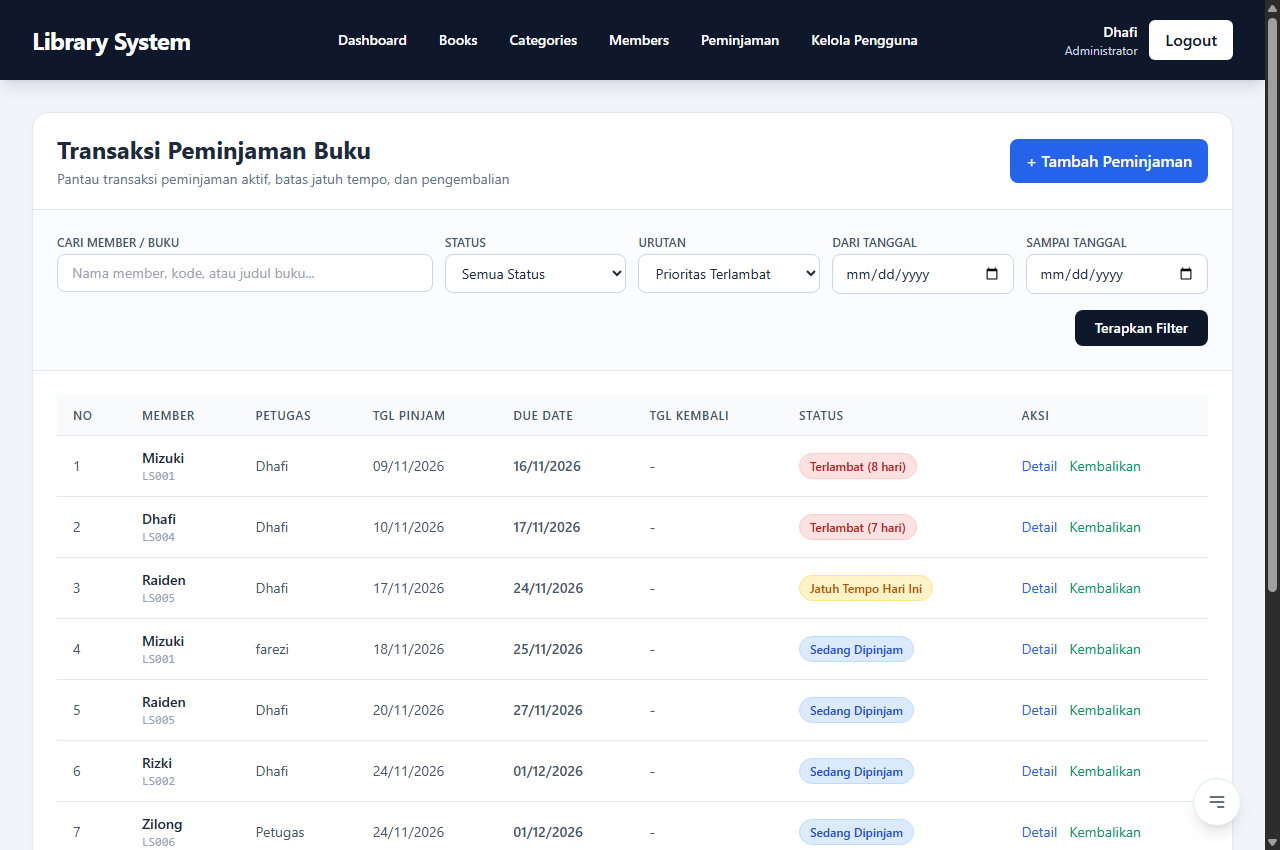 Library System
Dashboard Books Categories Members Peminjaman Kelola Pengguna
Dhafi
Administrator
Logout
Transaksi Peminjaman Buku
Pantau transaksi peminjaman aktif, batas jatuh tempo, dan pengembalian
+ Tambah Peminjaman
CARI MEMBER / BUKU STATUS URUTAN DARI TANGGAL SAMPAI TANGGAL
Nama member, kode, atau judul buku... Semua Status Prioritas Terlambat mm/dd/yyyy mm/dd/yyyy
Terapkan Filter
NO MEMBER PETUGAS TGL PINJAM DUE DATE TGL KEMBALI STATUS AKSI
1 Mizuki Dhafi 09/11/2026 16/11/2026 - Terlambat (8 hari) Detail Kembalikan
LS001
2 Dhafi Dhafi 10/11/2026 17/11/2026 - Terlambat (7 hari) Detail Kembalikan
LS004
3 Raiden Dhafi 17/11/2026 24/11/2026 - Jatuh Tempo Hari Ini Detail Kembalikan
LS005
4 Mizuki farezi 18/11/2026 25/11/2026 - Sedang Dipinjam Detail Kembalikan
LS001
5 Raiden Dhafi 20/11/2026 27/11/2026 - Sedang Dipinjam Detail Kembalikan
LS005
6 Rizki Dhafi 24/11/2026 01/12/2026 - Sedang Dipinjam Detail Kembalikan
LS002
7 Zilong Petugas 24/11/2026 01/12/2026 - Sedang Dipinjam Detail Kembalikan
LS006